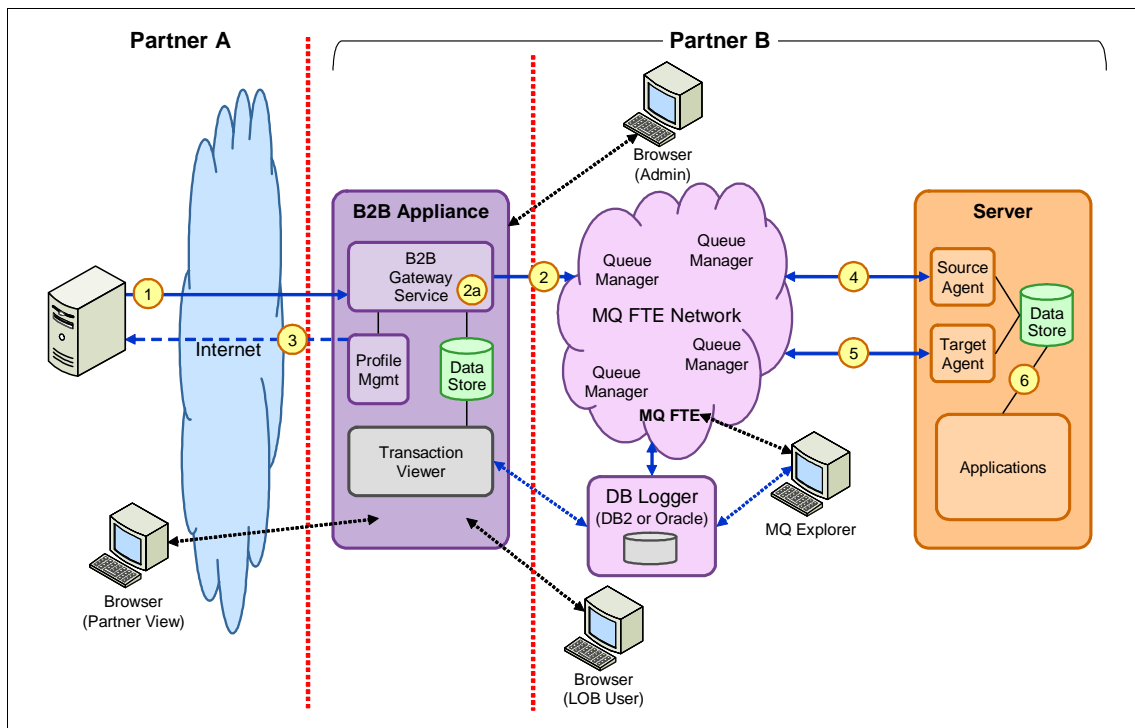 Partner A
Partner B
Browser
(Admin)
B2B Appliance
B2B
Gateway
Service
2a
Profile
Mgmt
Data
Store
Transaction
Viewer
1
Internet
3
2
Queue
Manager
Queue
Manager
MQ FTE Network
Queue
Manager
Queue
Manager
MQ FTE
4
5
Server
Source
Agent
Target
Agent
Data
Store
6
Applications
DB Logger
(DB2 or Oracle)
MQ Explorer
Browser
(Partner View)
Browser
(LOB User)